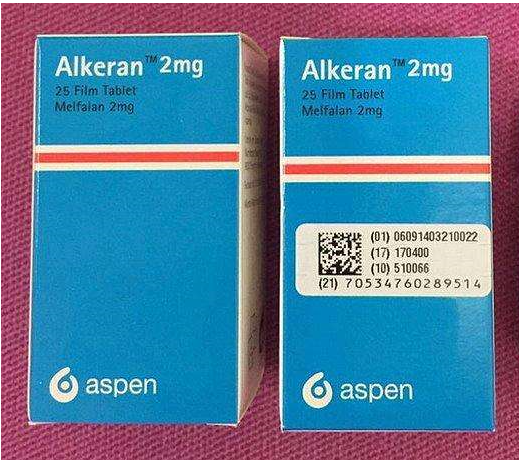 Alkeran™ 2mg
25 Film Tablet
Melfalan 2mg
aspen
Alkeran™ 2mg
25 Film Tablet
Melfalan 2mg
(01) 06091403210022
(17) 170400
(10) 510066
(21) 70534760289514
aspen